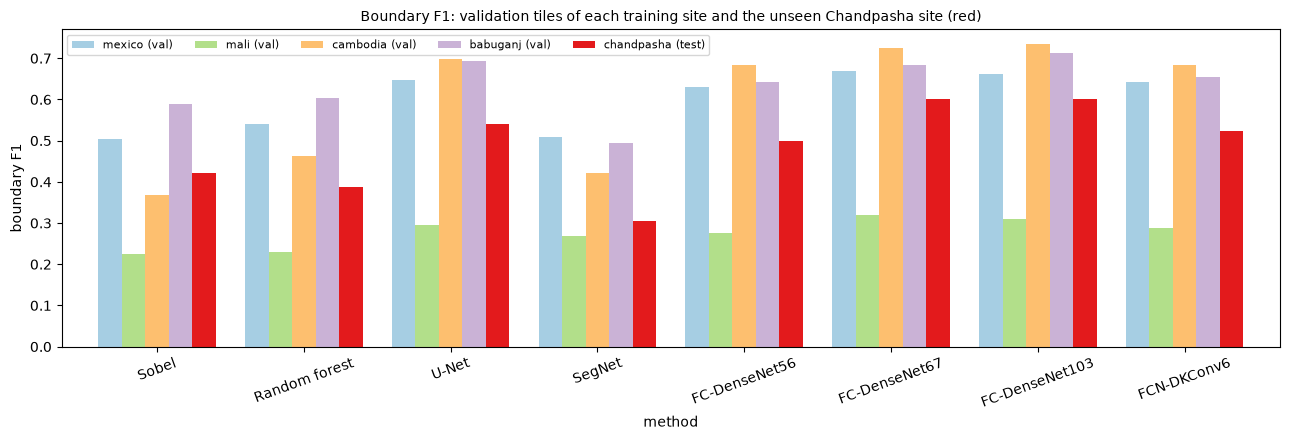 Boundary F1: validation tiles of each training site and the unseen Chandpasha site (red)
mexico (val) mali (val) cambodia (val) babuganj (val) chandpasha (test)
boundary F1
0.7
0.6
0.5
0.4
0.3
0.2
0.1
0.0
Sobel Random forest U-Net SegNet FC-DenseNet56 FC-DenseNet67 FC-DenseNet103 FCN-DKConv6
method